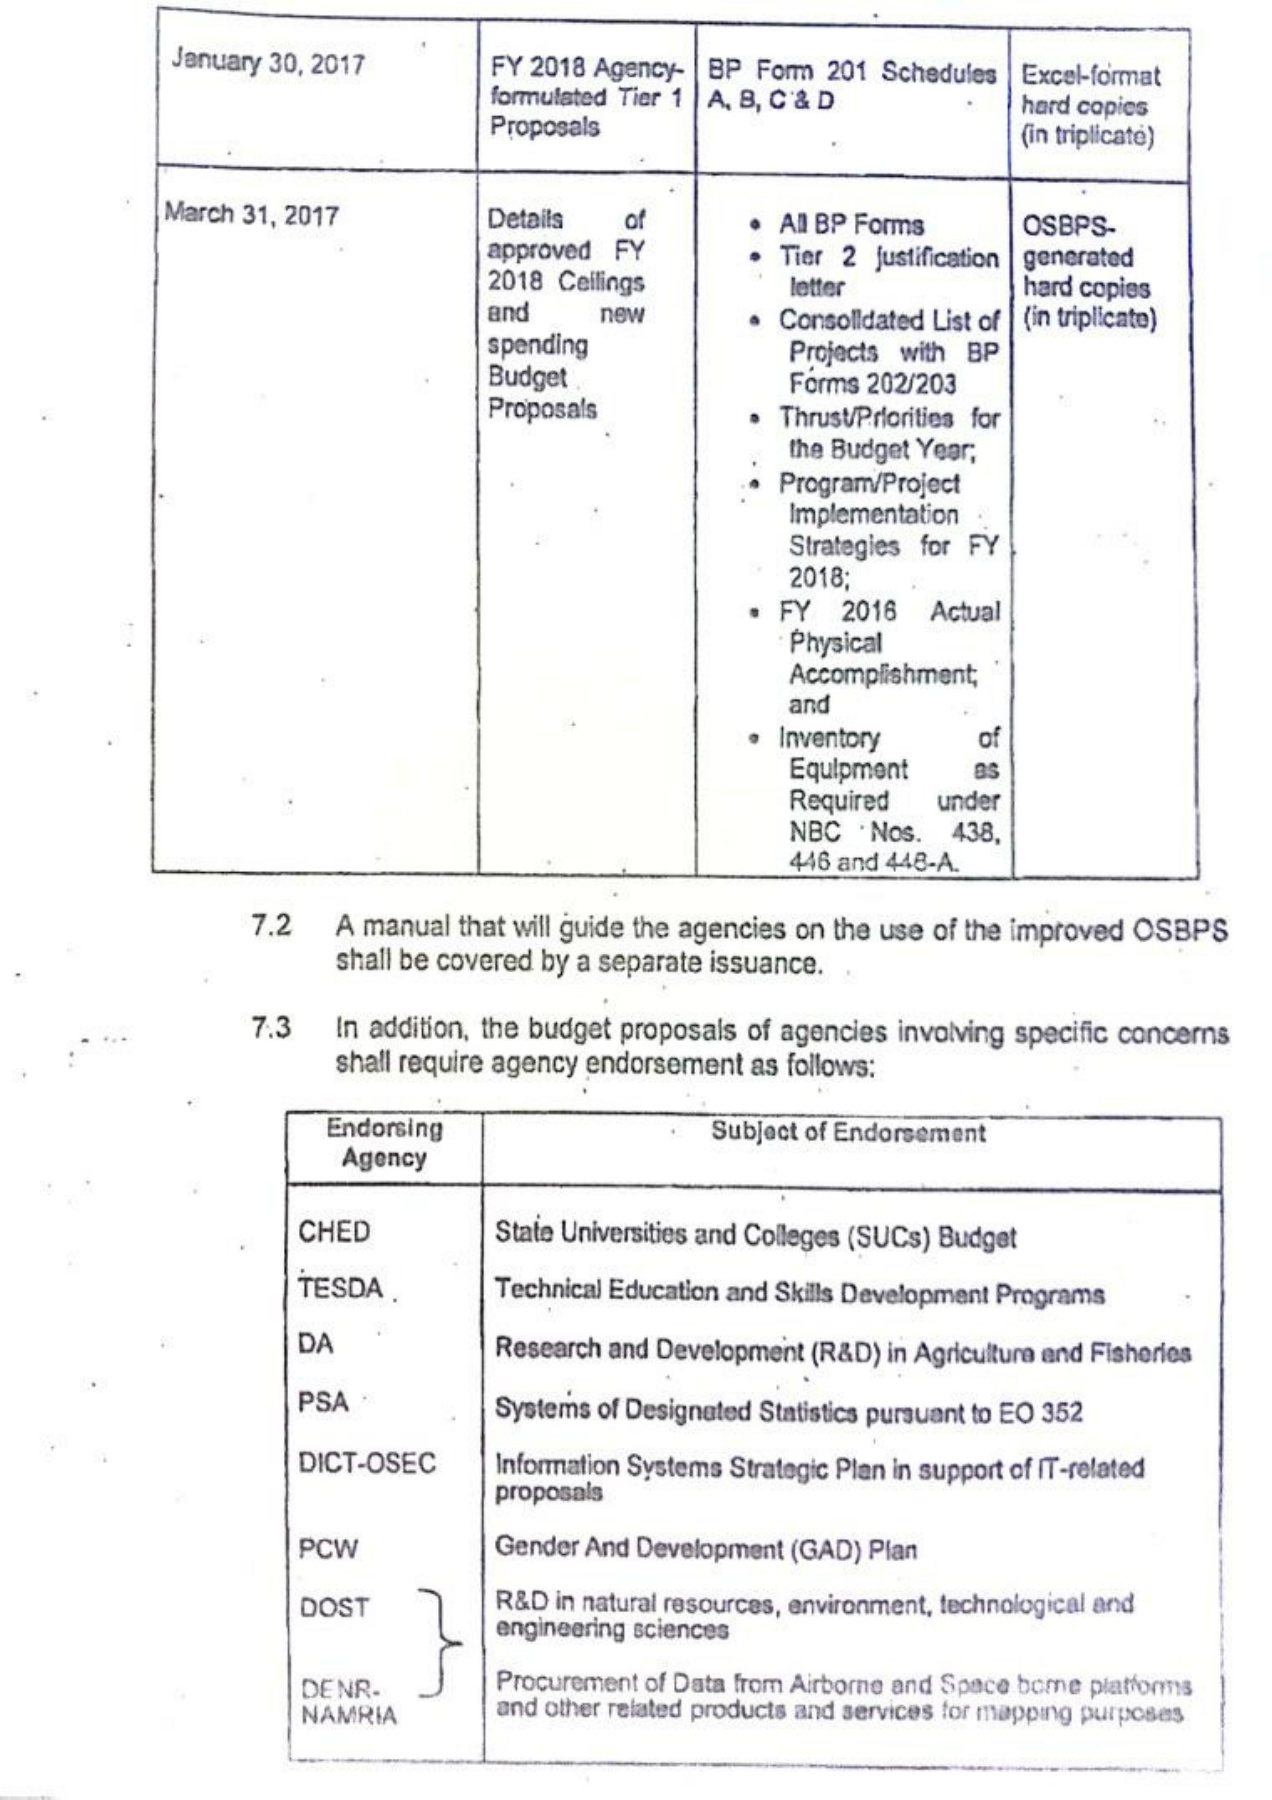 January 30, 2017
FY 2018 Agency-
formulated Tier 1
Proposals
BP Form 201 Schedules
A, B, C & D
Excel-format
hard copies
(in triplicate)
March 31, 2017
Details of
approved FY
2018 Ceilings
and new
spending
Budget
Proposals
• All BP Forms
• Tier 2 justification
letter
• Consolidated List of
Projects with BP
Forms 202/203
• Thrust/Priorities for
the Budget Year;
• Program/Project
Implementation
Strategies for FY
2018;
• FY 2016 Actual
Physical
Accomplishment;
and
• Inventory of
Equipment as
Required under
NBC Nos. 438,
446 and 446-A.
OSBPS-
generated
hard copies
(in triplicate)
7.2 A manual that will guide the agencies on the use of the improved OSBPS
shall be covered by a separate issuance.
7.3 In addition, the budget proposals of agencies involving specific concerns
shall require agency endorsement as follows:
Endorsing
Agency
Subject of Endorsement
CHED
State Universities and Colleges (SUCs) Budget
TESDA
Technical Education and Skills Development Programs
DA
Research and Development (R&D) in Agriculture and Fisheries
PSA
Systems of Designated Statistics pursuant to EO 352
DICT-OSEC
Information Systems Strategic Plan in support of IT-related
proposals
PCW
Gender And Development (GAD) Plan
DOST
R&D in natural resources, environment, technological and
engineering sciences
DENR-
NAMRIA
Procurement of Data from Airborne and Space borne platforms
and other related products and services for mapping purposes